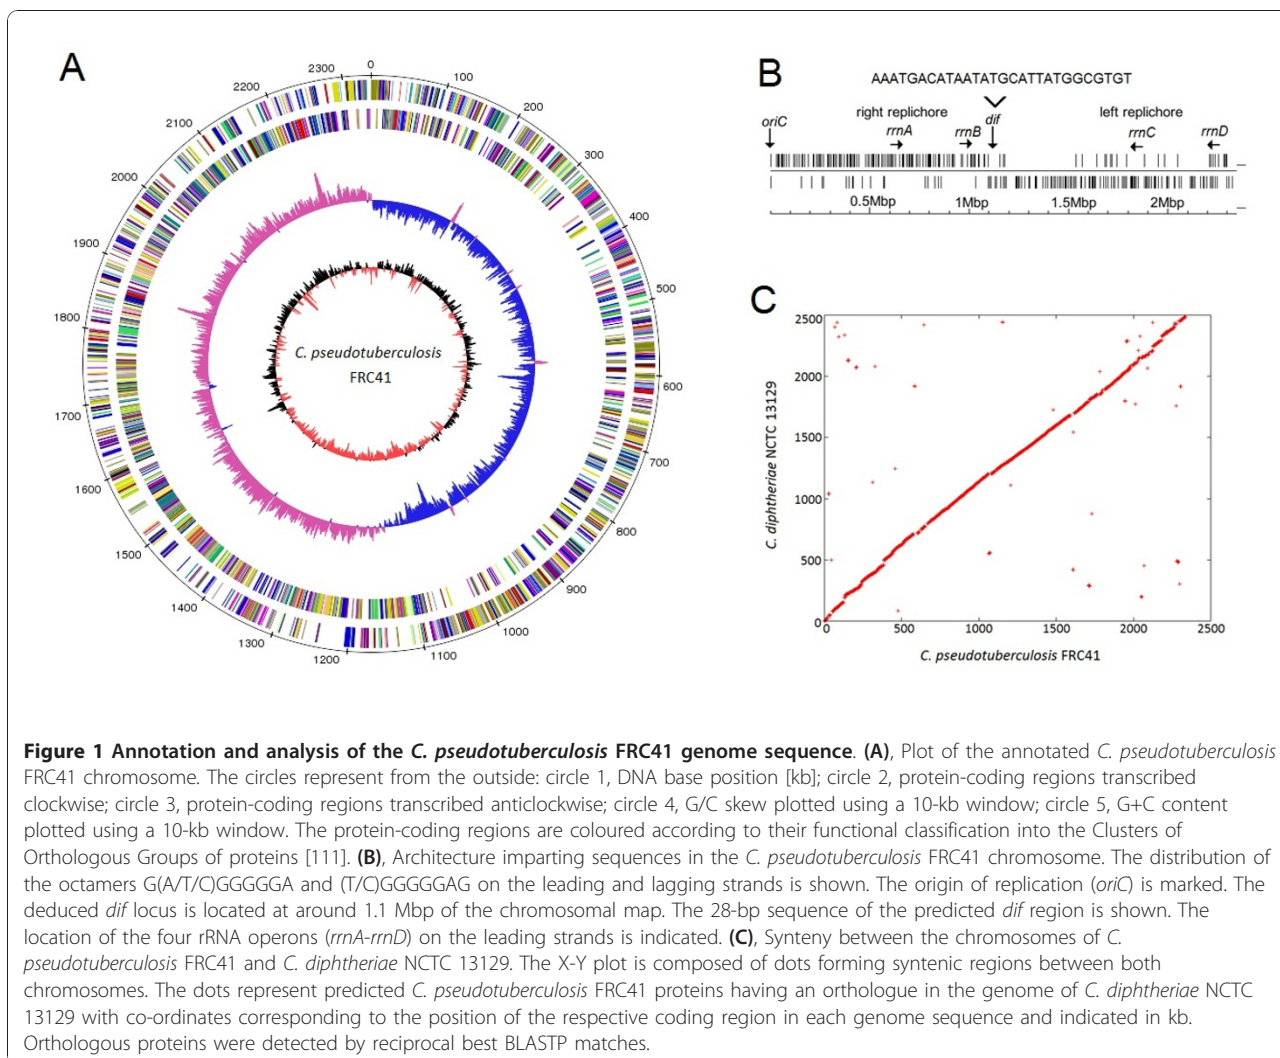 A
0
100
200
300
400
500
600
700
800
900
1000
1100
1200
1300
1400
1500
1600
1700
1800
1900
2000
2100
2200
2300
C. pseudotuberculosis
FRC41
B
AAATGACATAATATGCATTATGGCGTGT
right replichore
left replichore
oriC
rrnA
rrnB
dif
rrnC
rrnD
0.5Mbp
1Mbp
1.5Mbp
2Mbp
C
2500
2000
1500
1000
500
0
C. diphtheriae NCTC 13129
0
500
1000
1500
2000
2500
C. pseudotuberculosis FRC41
Figure 1 Annotation and analysis of the C. pseudotuberculosis FRC41 genome sequence. (A), Plot of the annotated C. pseudotuberculosis
FRC41 chromosome. The circles represent from the outside: circle 1, DNA base position [kb]; circle 2, protein-coding regions transcribed
clockwise; circle 3, protein-coding regions transcribed anticlockwise; circle 4, G/C skew plotted using a 10-kb window; circle 5, G+C content
plotted using a 10-kb window. The protein-coding regions are coloured according to their functional classification into the Clusters of
Orthologous Groups of proteins [111]. (B), Architecture imparting sequences in the C. pseudotuberculosis FRC41 chromosome. The distribution of
the octamers G(A/T/C)GGGGGA and (T/C)GGGGGAG on the leading and lagging strands is shown. The origin of replication (oriC) is marked. The
deduced dif locus is located at around 1.1 Mbp of the chromosomal map. The 28-bp sequence of the predicted dif region is shown. The
location of the four rRNA operons (rrnA-rrnD) on the leading strands is indicated. (C), Synteny between the chromosomes of C.
pseudotuberculosis FRC41 and C. diphtheriae NCTC 13129. The X-Y plot is composed of dots forming syntenic regions between both
chromosomes. The dots represent predicted C. pseudotuberculosis FRC41 proteins having an orthologue in the genome of C. diphtheriae NCTC
13129 with co-ordinates corresponding to the position of the respective coding region in each genome sequence and indicated in kb.
Orthologous proteins were detected by reciprocal best BLASTP matches.